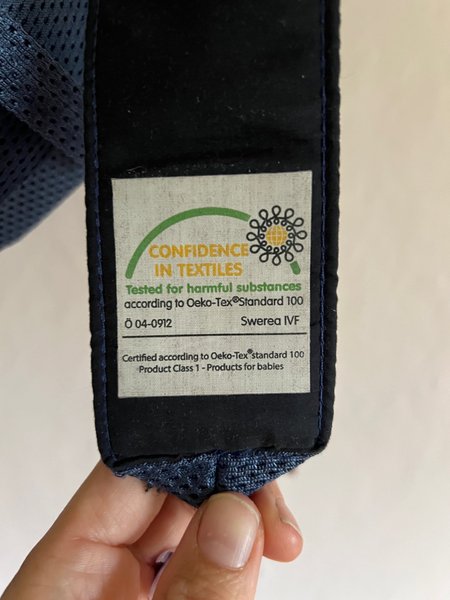 CONFIDENCE
IN TEXTILES
Tested for harmful substances
according to Oeko-Tex®Standard 100
Ö 04-0912 Swerea IVF
Certified according to Oeko-Tex®standard 100
Product Class 1 - Products for babies